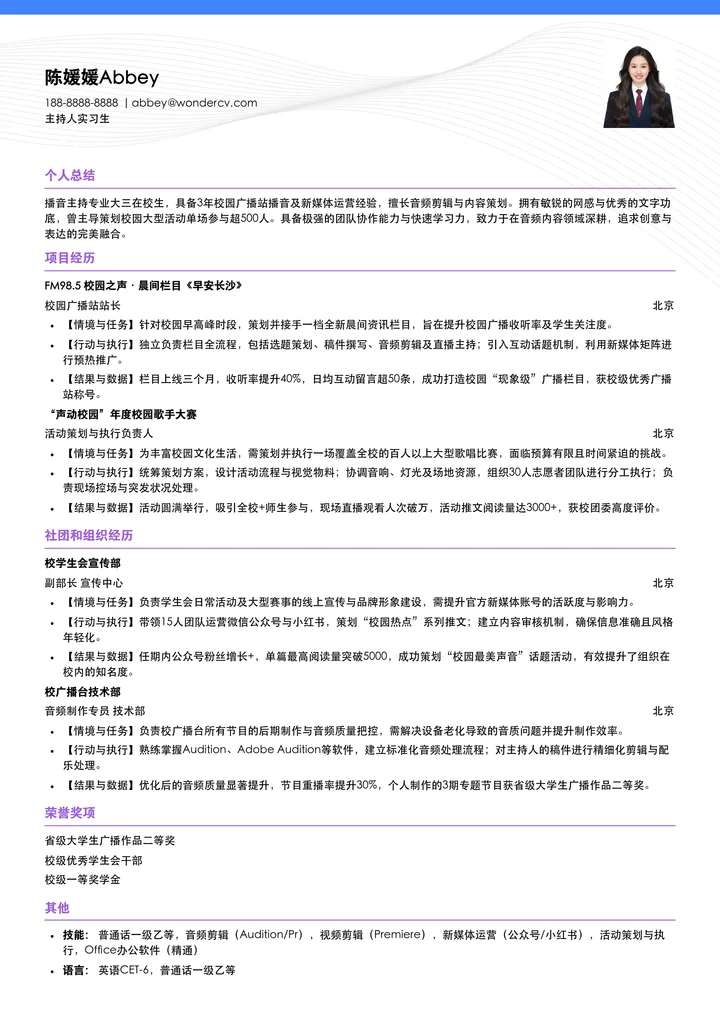 陈媛媛Abbey
188-8888-8888 | abbey@wondercv.com
主持人实习生
个人总结
播音主持专业大三在校生，具备3年校园广播站播音及新媒体运营经验，擅长音频剪辑与内容策划。拥有敏锐的网感与优秀的文字功
底，曾主导策划校园大型活动单场参与超500人。具备极强的团队协作能力与快速学习力，致力于在音频内容领域深耕，追求创意与
表达的完美融合。
项目经历
FM98.5 校园之声 · 晨间栏目《早安长沙》
校园广播站站长 北京
• 【情境与任务】针对校园早高峰时段，策划并接手一档全新晨间资讯栏目，旨在提升校园广播收听率及学生关注度。
• 【行动与执行】独立负责栏目全流程，包括选题策划、稿件撰写、音频剪辑及直播主持；引入互动话题机制，利用新媒体矩阵进
行预热推广。
• 【结果与数据】栏目上线三个月，收听率提升40%，日均互动留言超50条，成功打造校园“现象级”广播栏目，获校级优秀广播
站称号。
“声动校园”年度校园歌手大赛
活动策划与执行负责人 北京
• 【情境与任务】为丰富校园文化生活，需策划并执行一场覆盖全校的百人以上大型歌唱比赛，面临预算有限且时间紧迫的挑战。
• 【行动与执行】统筹策划方案，设计活动流程与视觉物料；协调音响、灯光及场地资源，组织30人志愿者团队进行分工执行；负
责现场控场与突发状况处理。
• 【结果与数据】活动圆满举行，吸引全校+师生参与，现场直播观看人次破万，活动推文阅读量达3000+，获校团委高度评价。
社团和组织经历
校学生会宣传部
副部长 宣传中心 北京
• 【情境与任务】负责学生会日常活动及大型赛事的线上宣传与品牌形象建设，需提升官方新媒体账号的活跃度与影响力。
• 【行动与执行】带领15人团队运营微信公众号与小红书，策划“校园热点”系列推文；建立内容审核机制，确保信息准确且风格
年轻化。
• 【结果与数据】任期内公众号粉丝增长+，单篇最高阅读量突破5000，成功策划“校园最美声音”话题活动，有效提升了组织在
校内的知名度。
校广播台技术部
音频制作专员 技术部 北京
• 【情境与任务】负责校广播台所有节目的后期制作与音频质量把控，需解决设备老化导致的音质问题并提升制作效率。
• 【行动与执行】熟练掌握Audition、Adobe Audition等软件，建立标准化音频处理流程；对主持人的稿件进行精细化剪辑与配
乐处理。
• 【结果与数据】优化后的音频质量显著提升，节目重播率提升30%，个人制作的3期专题节目获省级大学生广播作品二等奖。
荣誉奖项
省级大学生广播作品二等奖
校级优秀学生会干部
校级一等奖学金
其他
• 技能： 普通话一级乙等，音频剪辑（Audition/Pr），视频剪辑（Premiere），新媒体运营（公众号/小红书），活动策划与执
行，Office办公软件（精通）
• 语言： 英语CET-6，普通话一级乙等